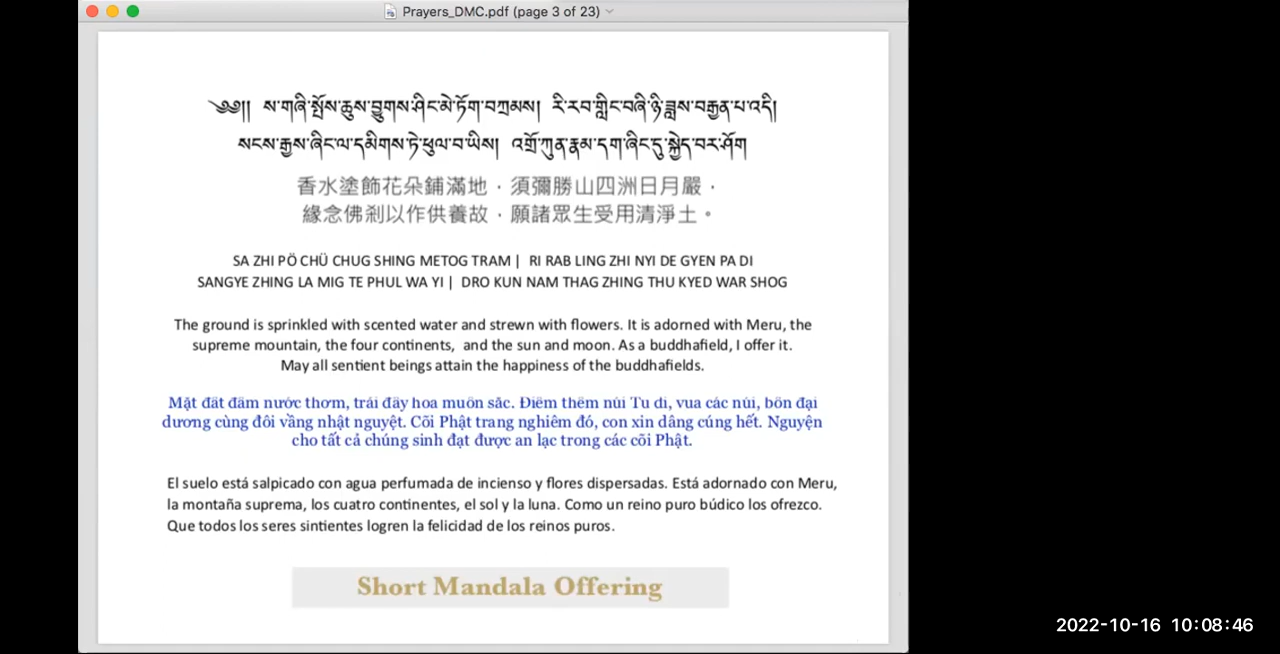 Prayers_DMC.pdf (page 3 of 23)
༄༅།། ས་གཞི་སྤོས་ཆུས་བྱུགས་ཤིང་མེ་ཏོག་བཀྲམས། རི་རབ་གླིང་བཞི་ཉི་ཟླས་བརྒྱན་པ་འདི།
སངས་རྒྱས་ཞིང་ལ་དམིགས་ཏེ་ཕུལ་བ་ཡིས། འགྲོ་ཀུན་རྣམ་དག་ཞིང་དུ་སྐྱེད་བར་ཤོག
香水塗飾花朵鋪滿地，須彌勝山四洲日月嚴，
緣念佛剎以作供養故，願諸眾生受用清淨土。
SA ZHI PÖ CHÜ CHUG SHING METOG TRAM | RI RAB LING ZHI NYI DE GYEN PA DI
SANGYE ZHING LA MIG TE PHUL WA YI | DRO KUN NAM THAG ZHING THU KYED WAR SHOG
The ground is sprinkled with scented water and strewn with flowers. It is adorned with Meru, the
supreme mountain, the four continents, and the sun and moon. As a buddhafield, I offer it.
May all sentient beings attain the happiness of the buddhafields.
Mặt đất đẫm nước thơm, trải đầy hoa muôn sắc. Điểm thêm núi Tu di, vua các núi, bốn đại
dương cùng đôi vầng nhật nguyệt. Cõi Phật trang nghiêm đó, con xin dâng cúng hết. Nguyện
cho tất cả chúng sinh đạt được an lạc trong các cõi Phật.
El suelo está salpicado con agua perfumada de incienso y flores dispersadas. Está adornado con Meru,
la montaña suprema, los cuatro continentes, el sol y la luna. Como un reino puro búdico los ofrezco.
Que todos los seres sintientes logren la felicidad de los reinos puros.
Short Mandala Offering
2022-10-16 10:08:46